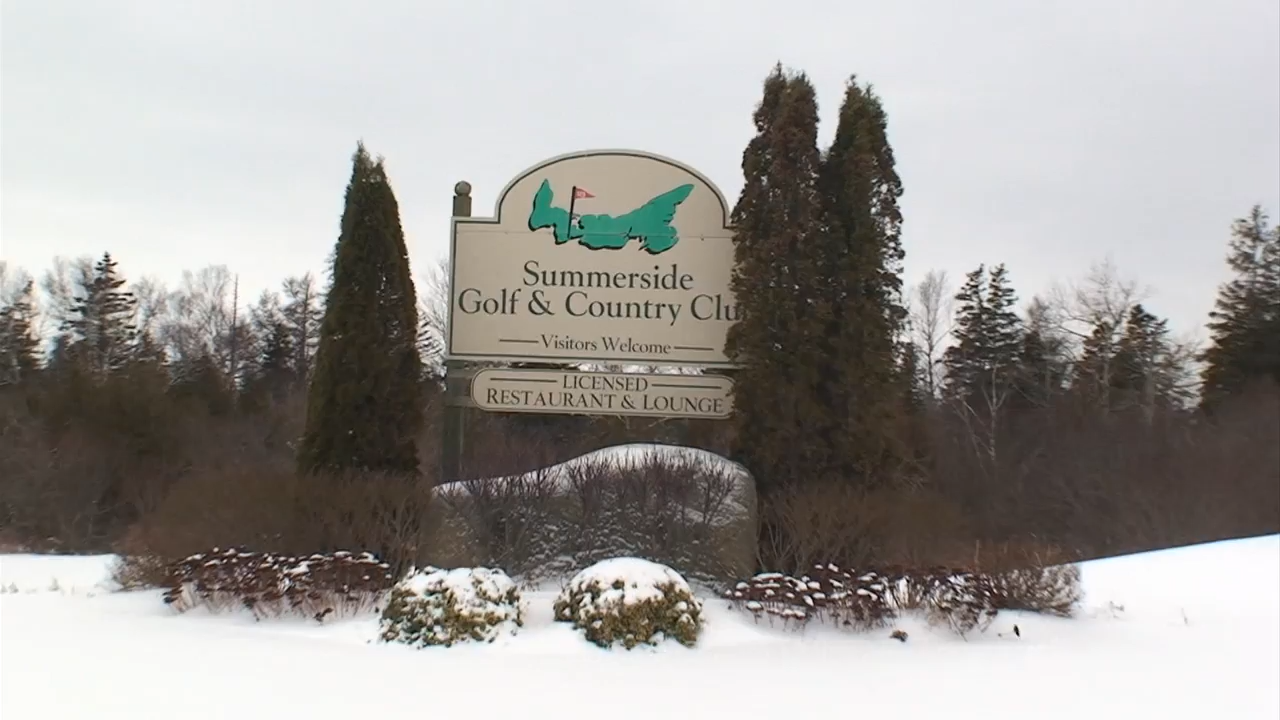 Summerside
Golf & Country Clu
Visitors Welcome
LICENSED
RESTAURANT & LOUNGE